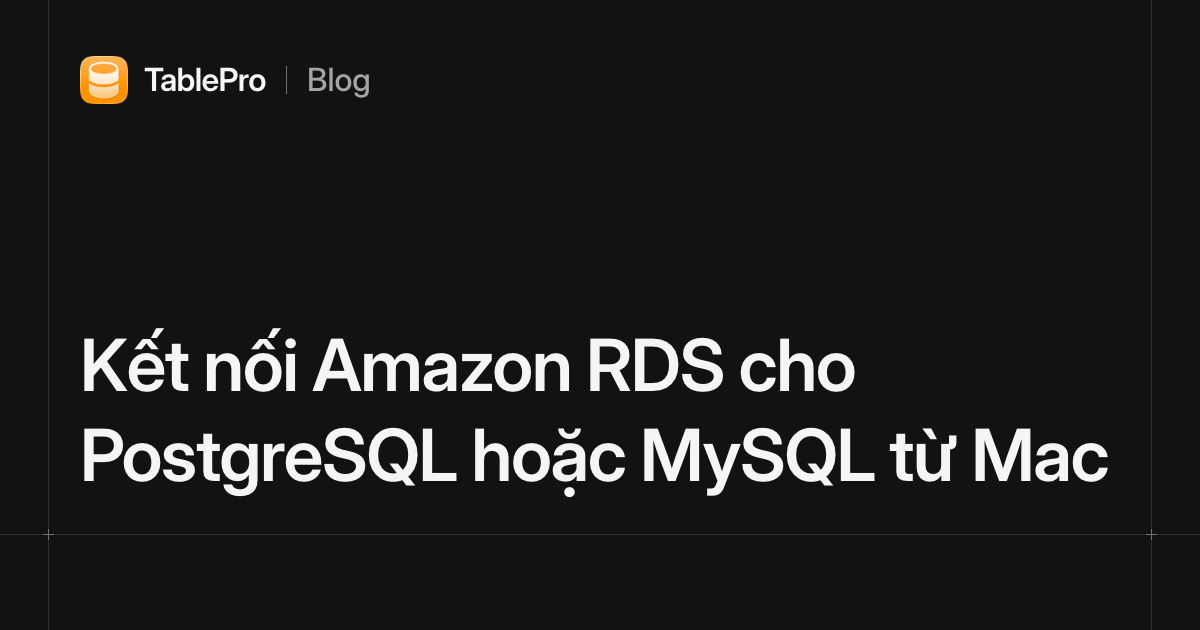 TablePro | Blog
Kết nối Amazon RDS cho
PostgreSQL hoặc MySQL từ Mac